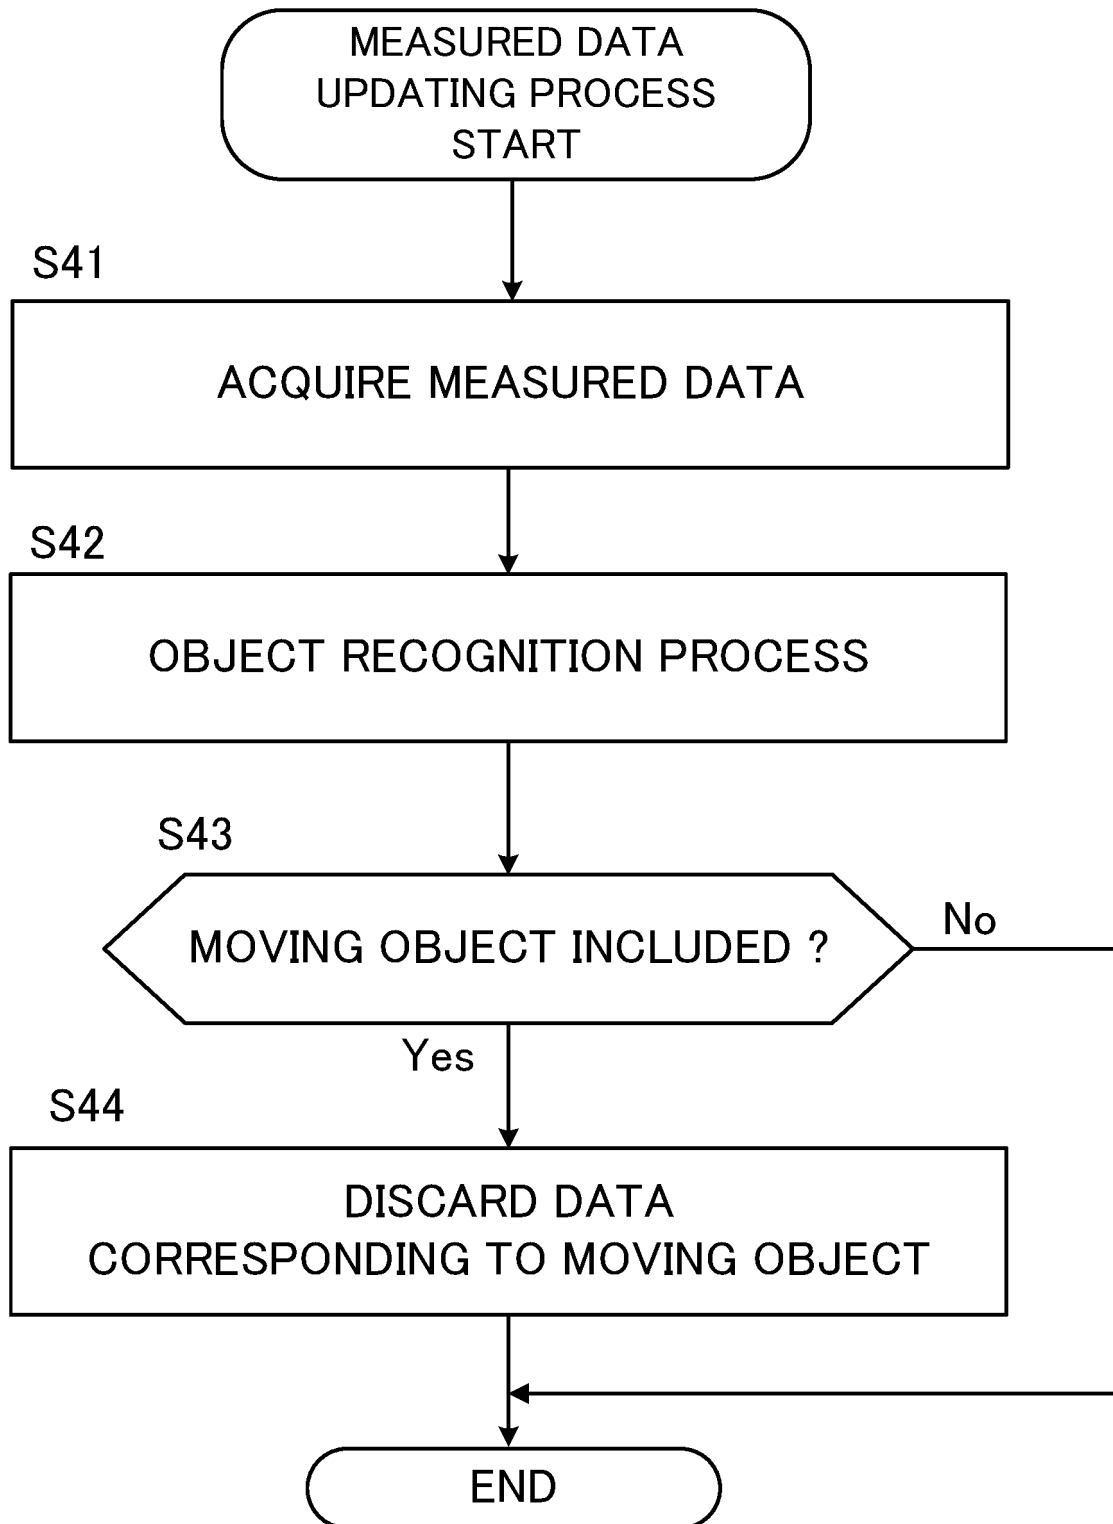 MEASURED DATA
UPDATING PROCESS
START
S41
ACQUIRE MEASURED DATA
S42
OBJECT RECOGNITION PROCESS
S43
MOVING OBJECT INCLUDED ?
No
Yes
S44
DISCARD DATA
CORRESPONDING TO MOVING OBJECT
END